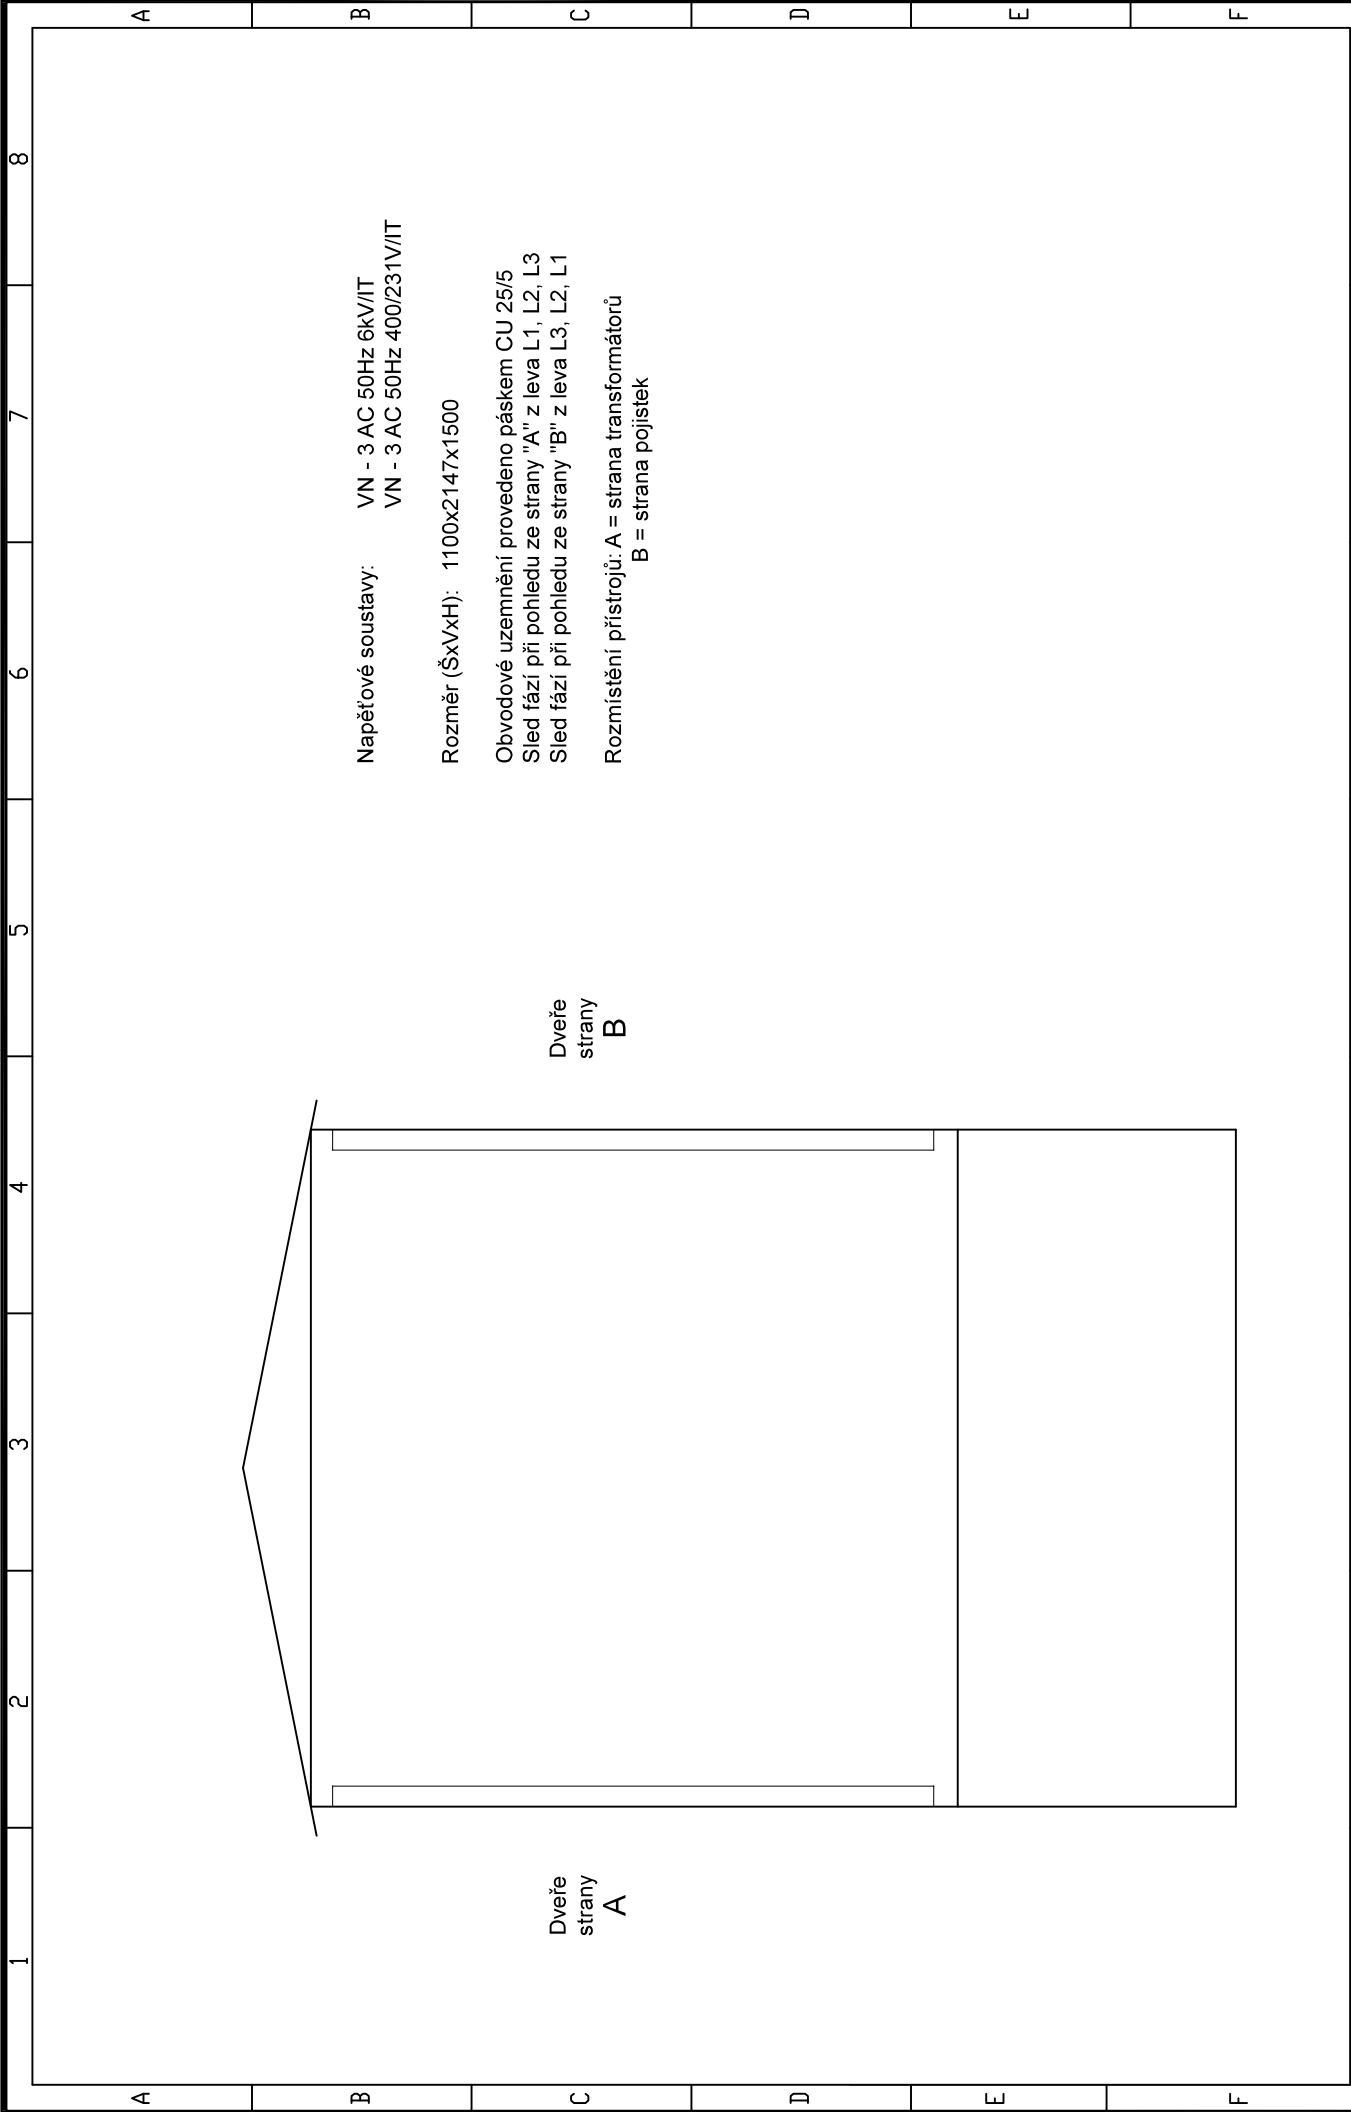 1
2
3
4
5
6
7
8
A
B
C
D
E
F
A
B
C
D
E
F
Dveře
strany
A
Dveře
strany
B
Napěťové soustavy: VN - 3 AC 50Hz 6kV/IT
VN - 3 AC 50Hz 400/231V/IT
Rozměr (ŠxVxH): 1100x2147x1500
Obvodové uzemnění provedeno páskem CU 25/5
Sled fází při pohledu ze strany "A" z leva L1, L2, L3
Sled fází při pohledu ze strany "B" z leva L3, L2, L1
Rozmístění přístrojů: A = strana transformátorů
B = strana pojistek